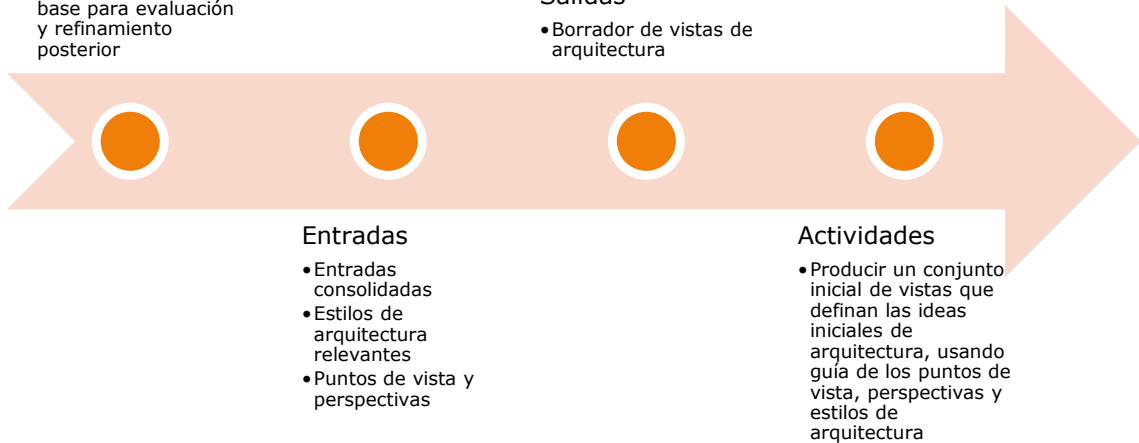 base para evaluación
y refinamiento
posterior
Salidas
•Borrador de vistas de
arquitectura
Entradas
•Entradas
consolidadas
•Estilos de
arquitectura
relevantes
•Puntos de vista y
perspectivas
Actividades
•Producir un conjunto
inicial de vistas que
definan las ideas
iniciales de
arquitectura, usando
guía de los puntos de
vista, perspectivas y
estilos de
arquitectura